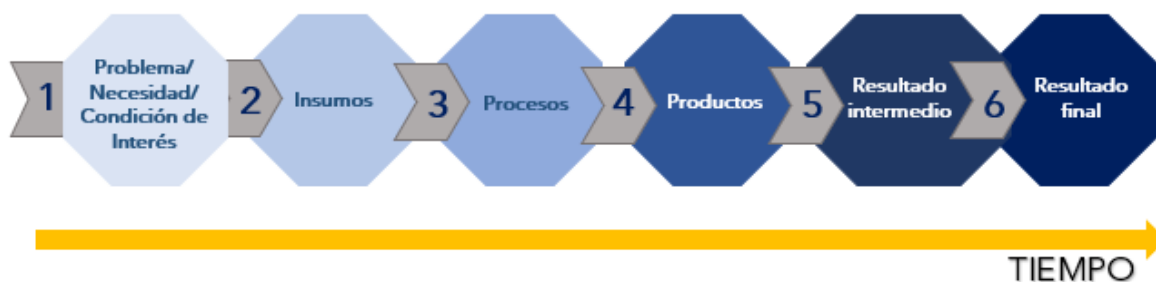 1
Problema/
Necesidad/
Condición de
Interés
2
Insumos
3
Procesos
4
Productos
5
Resultado
intermedio
6
Resultado
final
TIEMPO